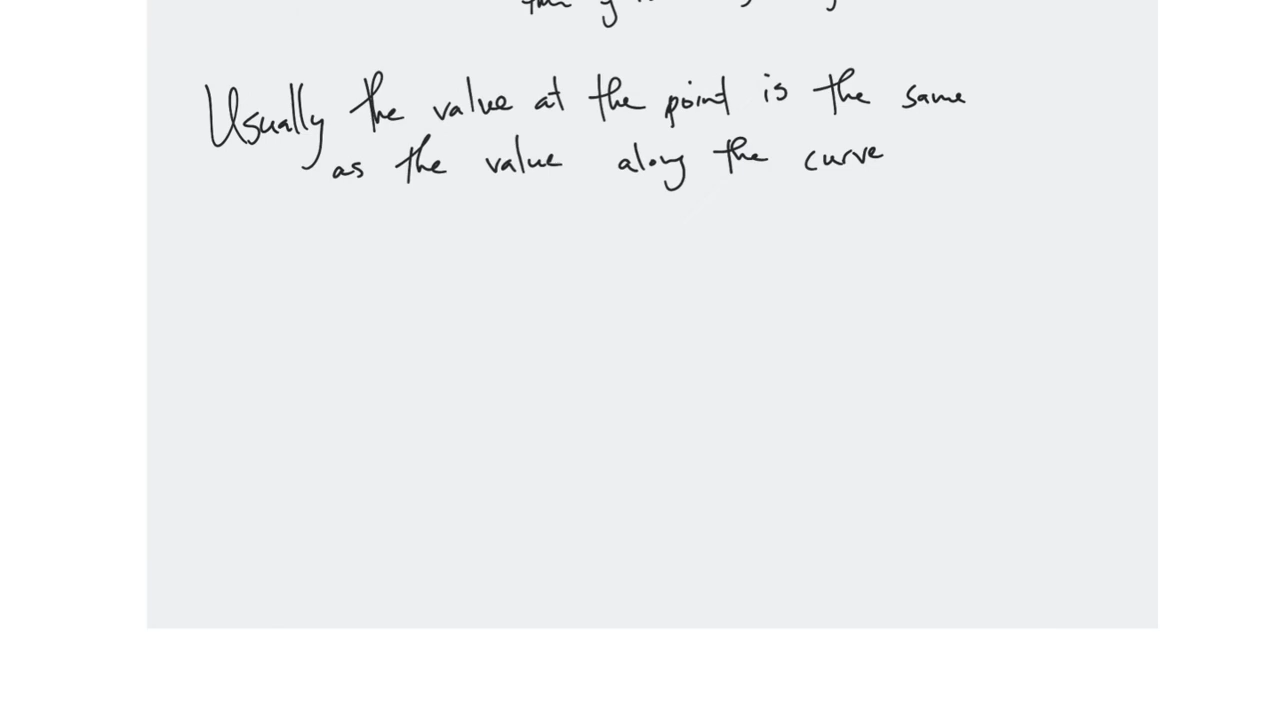 Usually the value at the point is the same
as the value along the curve